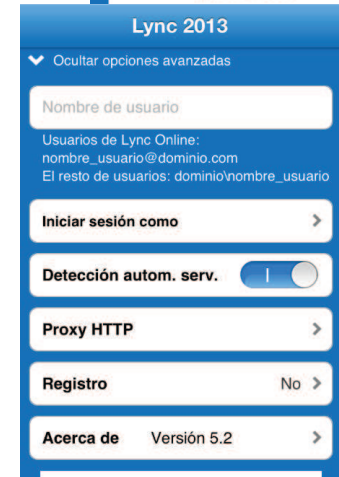 Lync 2013
Ocultar opciones avanzadas
Nombre de usuario
Usuarios de Lync Online:
nombre_usuario@dominio.com
El resto de usuarios: dominio\nombre_usuario
Iniciar sesión como
Detección autom. serv.
Proxy HTTP
Registro No
Acerca de Versión 5.2